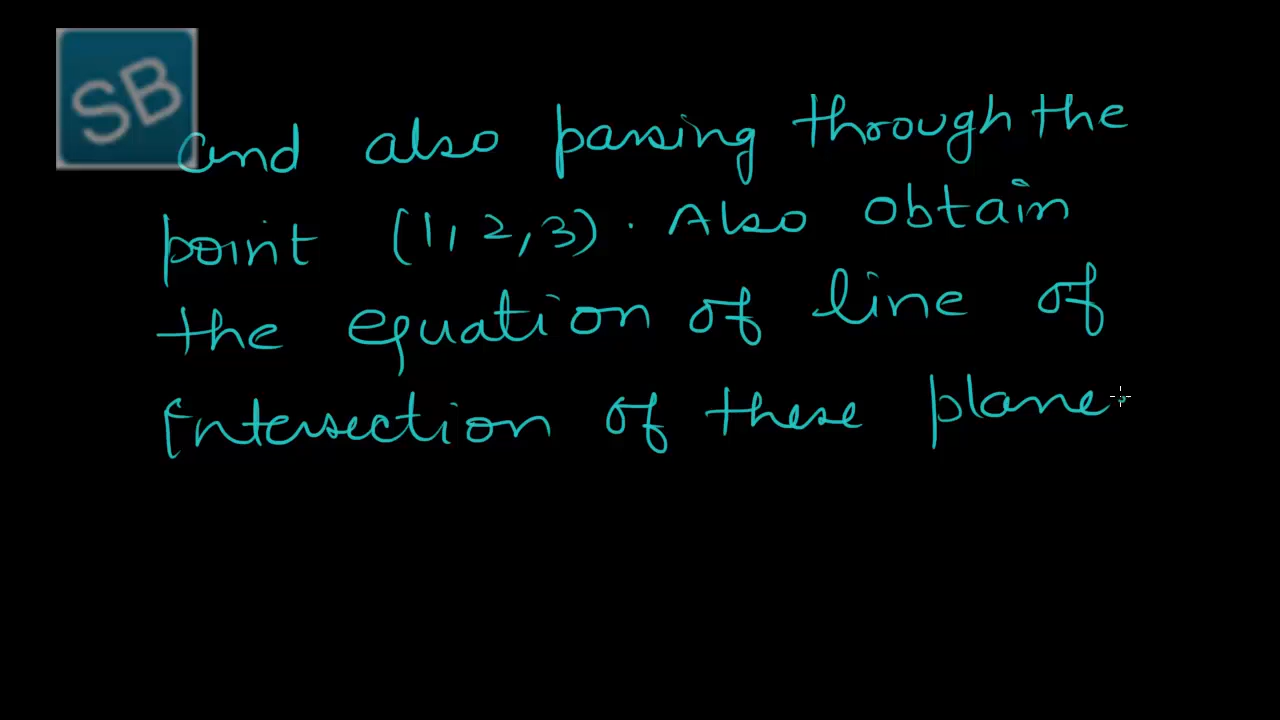 SB
and also passing through the
point (1, 2, 3). Also obtain
the equation of line of
Intersection of these planes